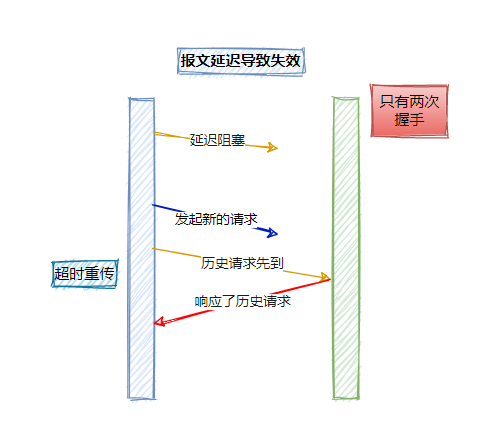 报文延迟导致失效
只有两次
握手
延迟阻塞
发起新的请求
历史请求先到
超时重传
响应了历史请求